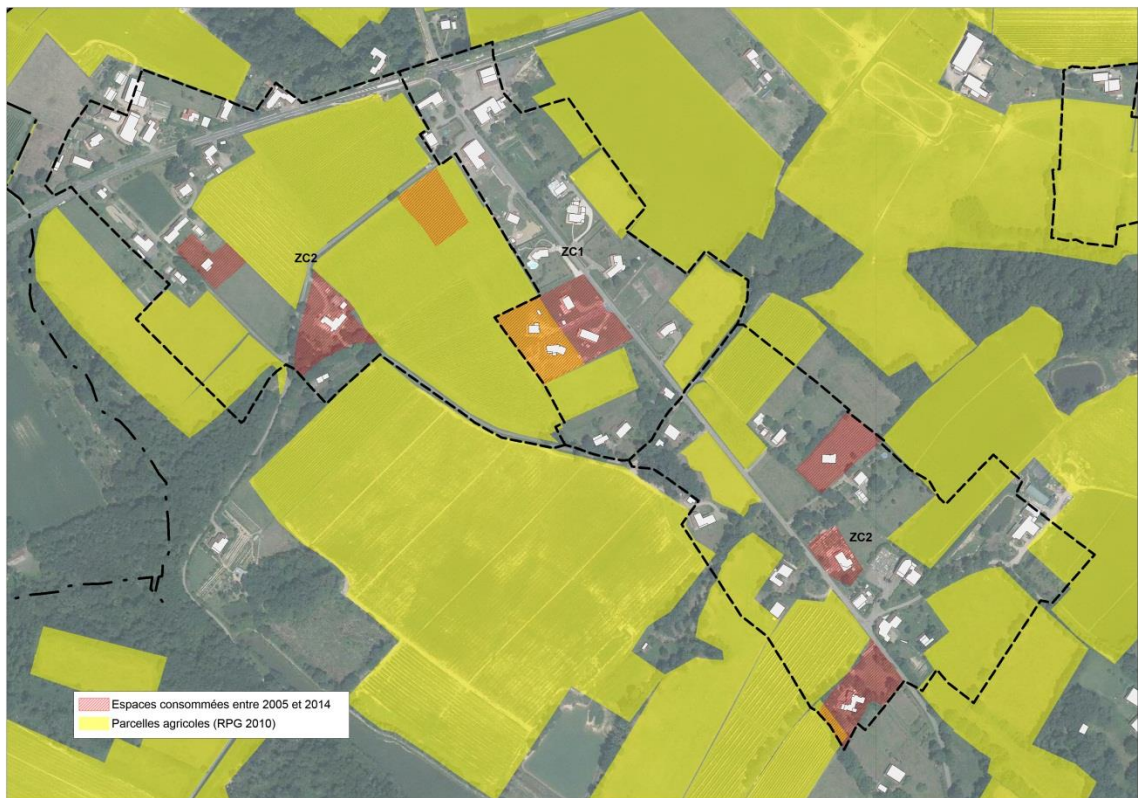 ZC1
ZC2
ZC2
Espaces consommées entre 2005 et 2014
Parcelles agricoles (RPG 2010)